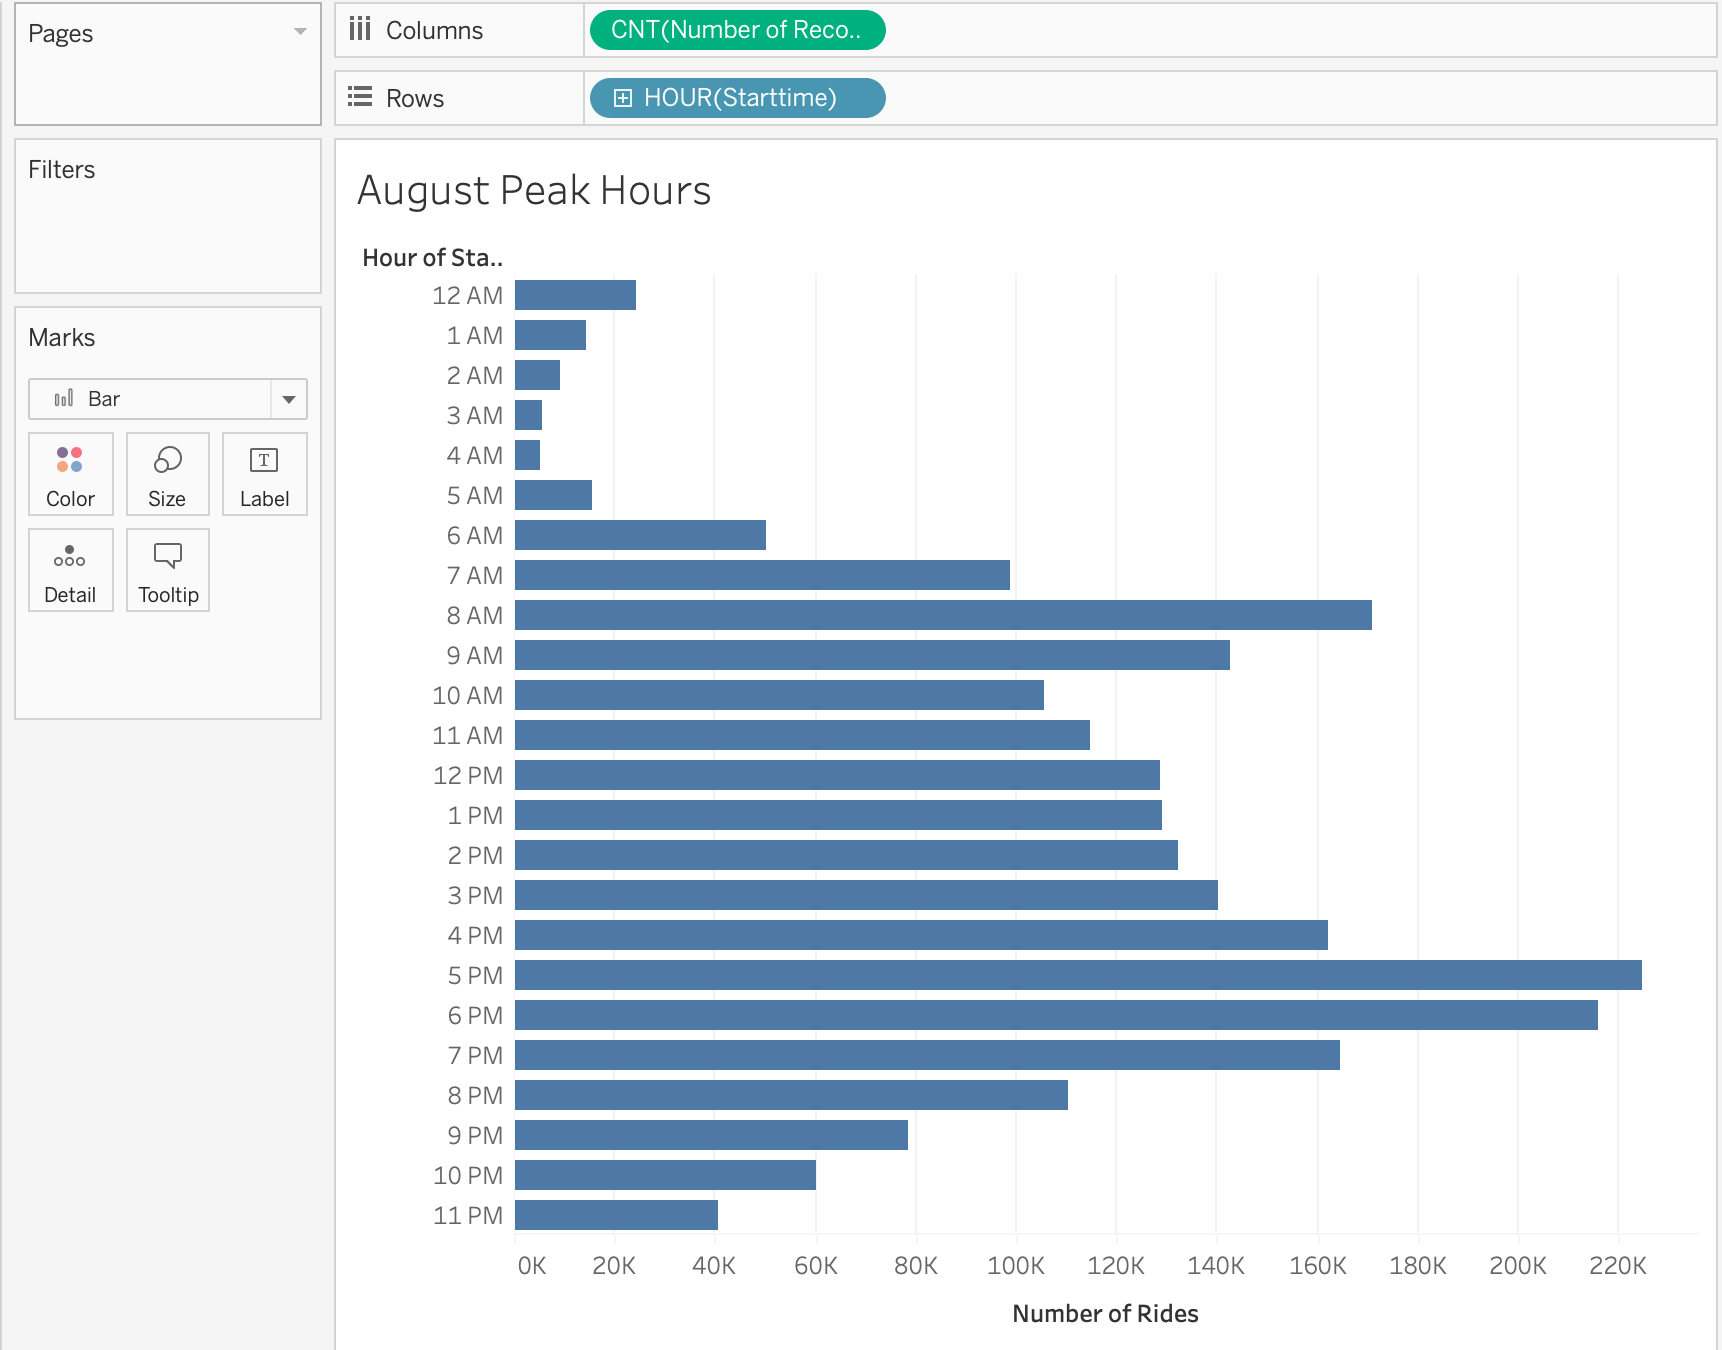 Pages
Columns
CNT(Number of Reco..
Rows
HOUR(Starttime)
Filters
Marks
Bar
Color
Size
T
Label
Detail
Tooltip
August Peak Hours
Hour of Sta..
12 AM
1 AM
2 AM
3 AM
4 AM
5 AM
6 AM
7 AM
8 AM
9 AM
10 AM
11 AM
12 PM
1 PM
2 PM
3 PM
4 PM
5 PM
6 PM
7 PM
8 PM
9 PM
10 PM
11 PM
0K 20K 40K 60K 80K 100K 120K 140K 160K 180K 200K 220K
Number of Rides